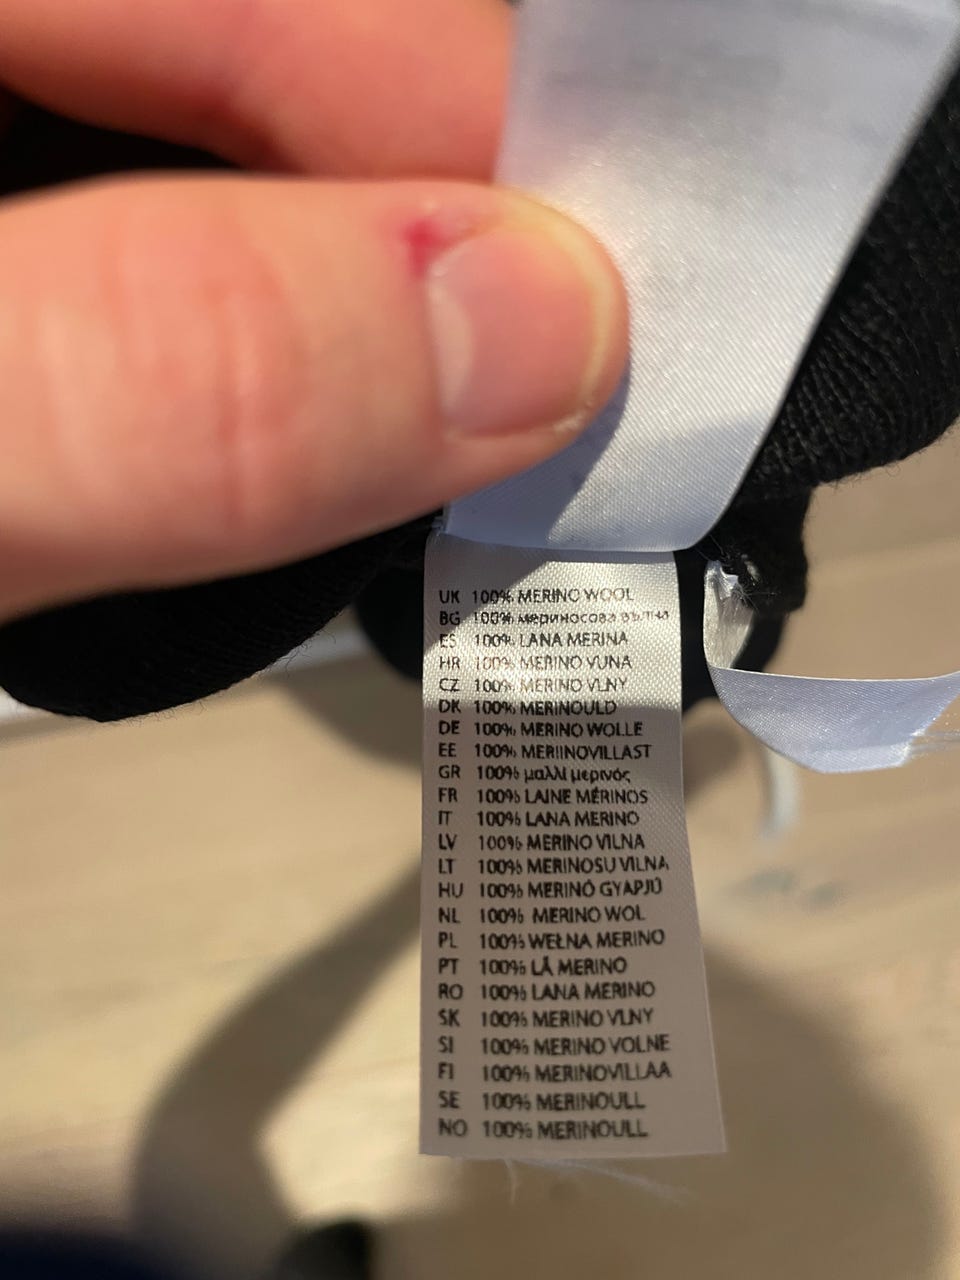 UK 100% MERINO WOOL
BG 100% мериносова вълна
ES 100% LANA MERINA
HR 100% MERINO VUNA
CZ 100% MERINO VLNY
DK 100% MERINOULD
DE 100% MERINO WOLLE
EE 100% MERIINOVILLAST
GR 100% μαλλί μερινός
FR 100% LAINE MÉRINOS
IT 100% LANA MERINO
LV 100% MERINO VILNA
LT 100% MERINOSU VILNA
HU 100% MERINÓ GYAPJÚ
NL 100% MERINO WOL
PL 100% WEŁNA MERINO
PT 100% LÃ MERINO
RO 100% LANA MERINO
SK 100% MERINO VLNY
SI 100% MERINO VOLNE
FI 100% MERINOVILLAA
SE 100% MERINOULL
NO 100% MERINOULL